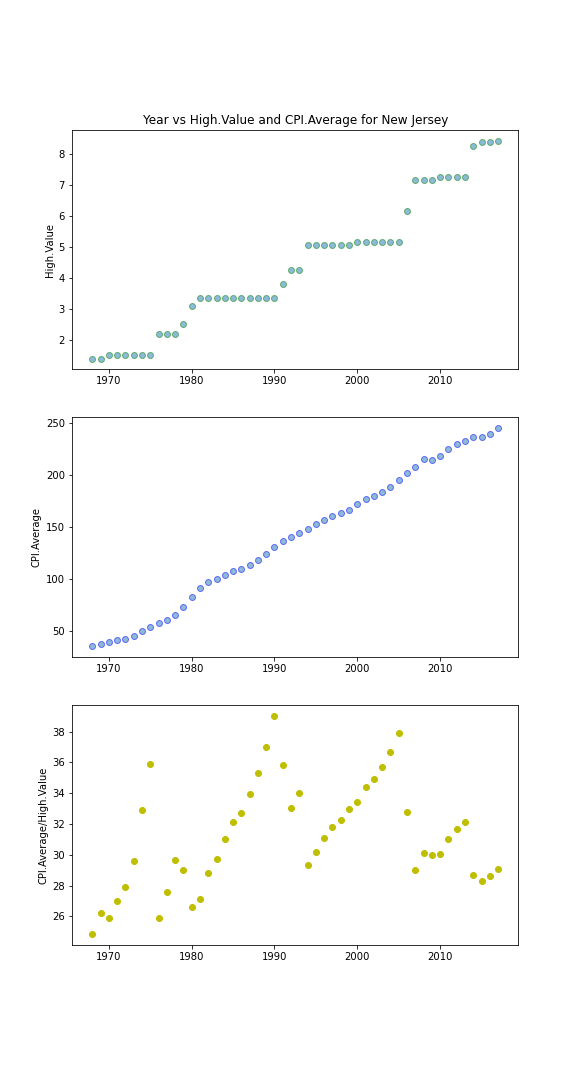 Year vs High.Value and CPI.Average for New Jersey
High.Value
8
7
6
5
4
3
2
1970 1980 1990 2000 2010
CPI.Average
250
200
150
100
50
1970 1980 1990 2000 2010
CPI.Average/High.Value
38
36
34
32
30
28
26
1970 1980 1990 2000 2010